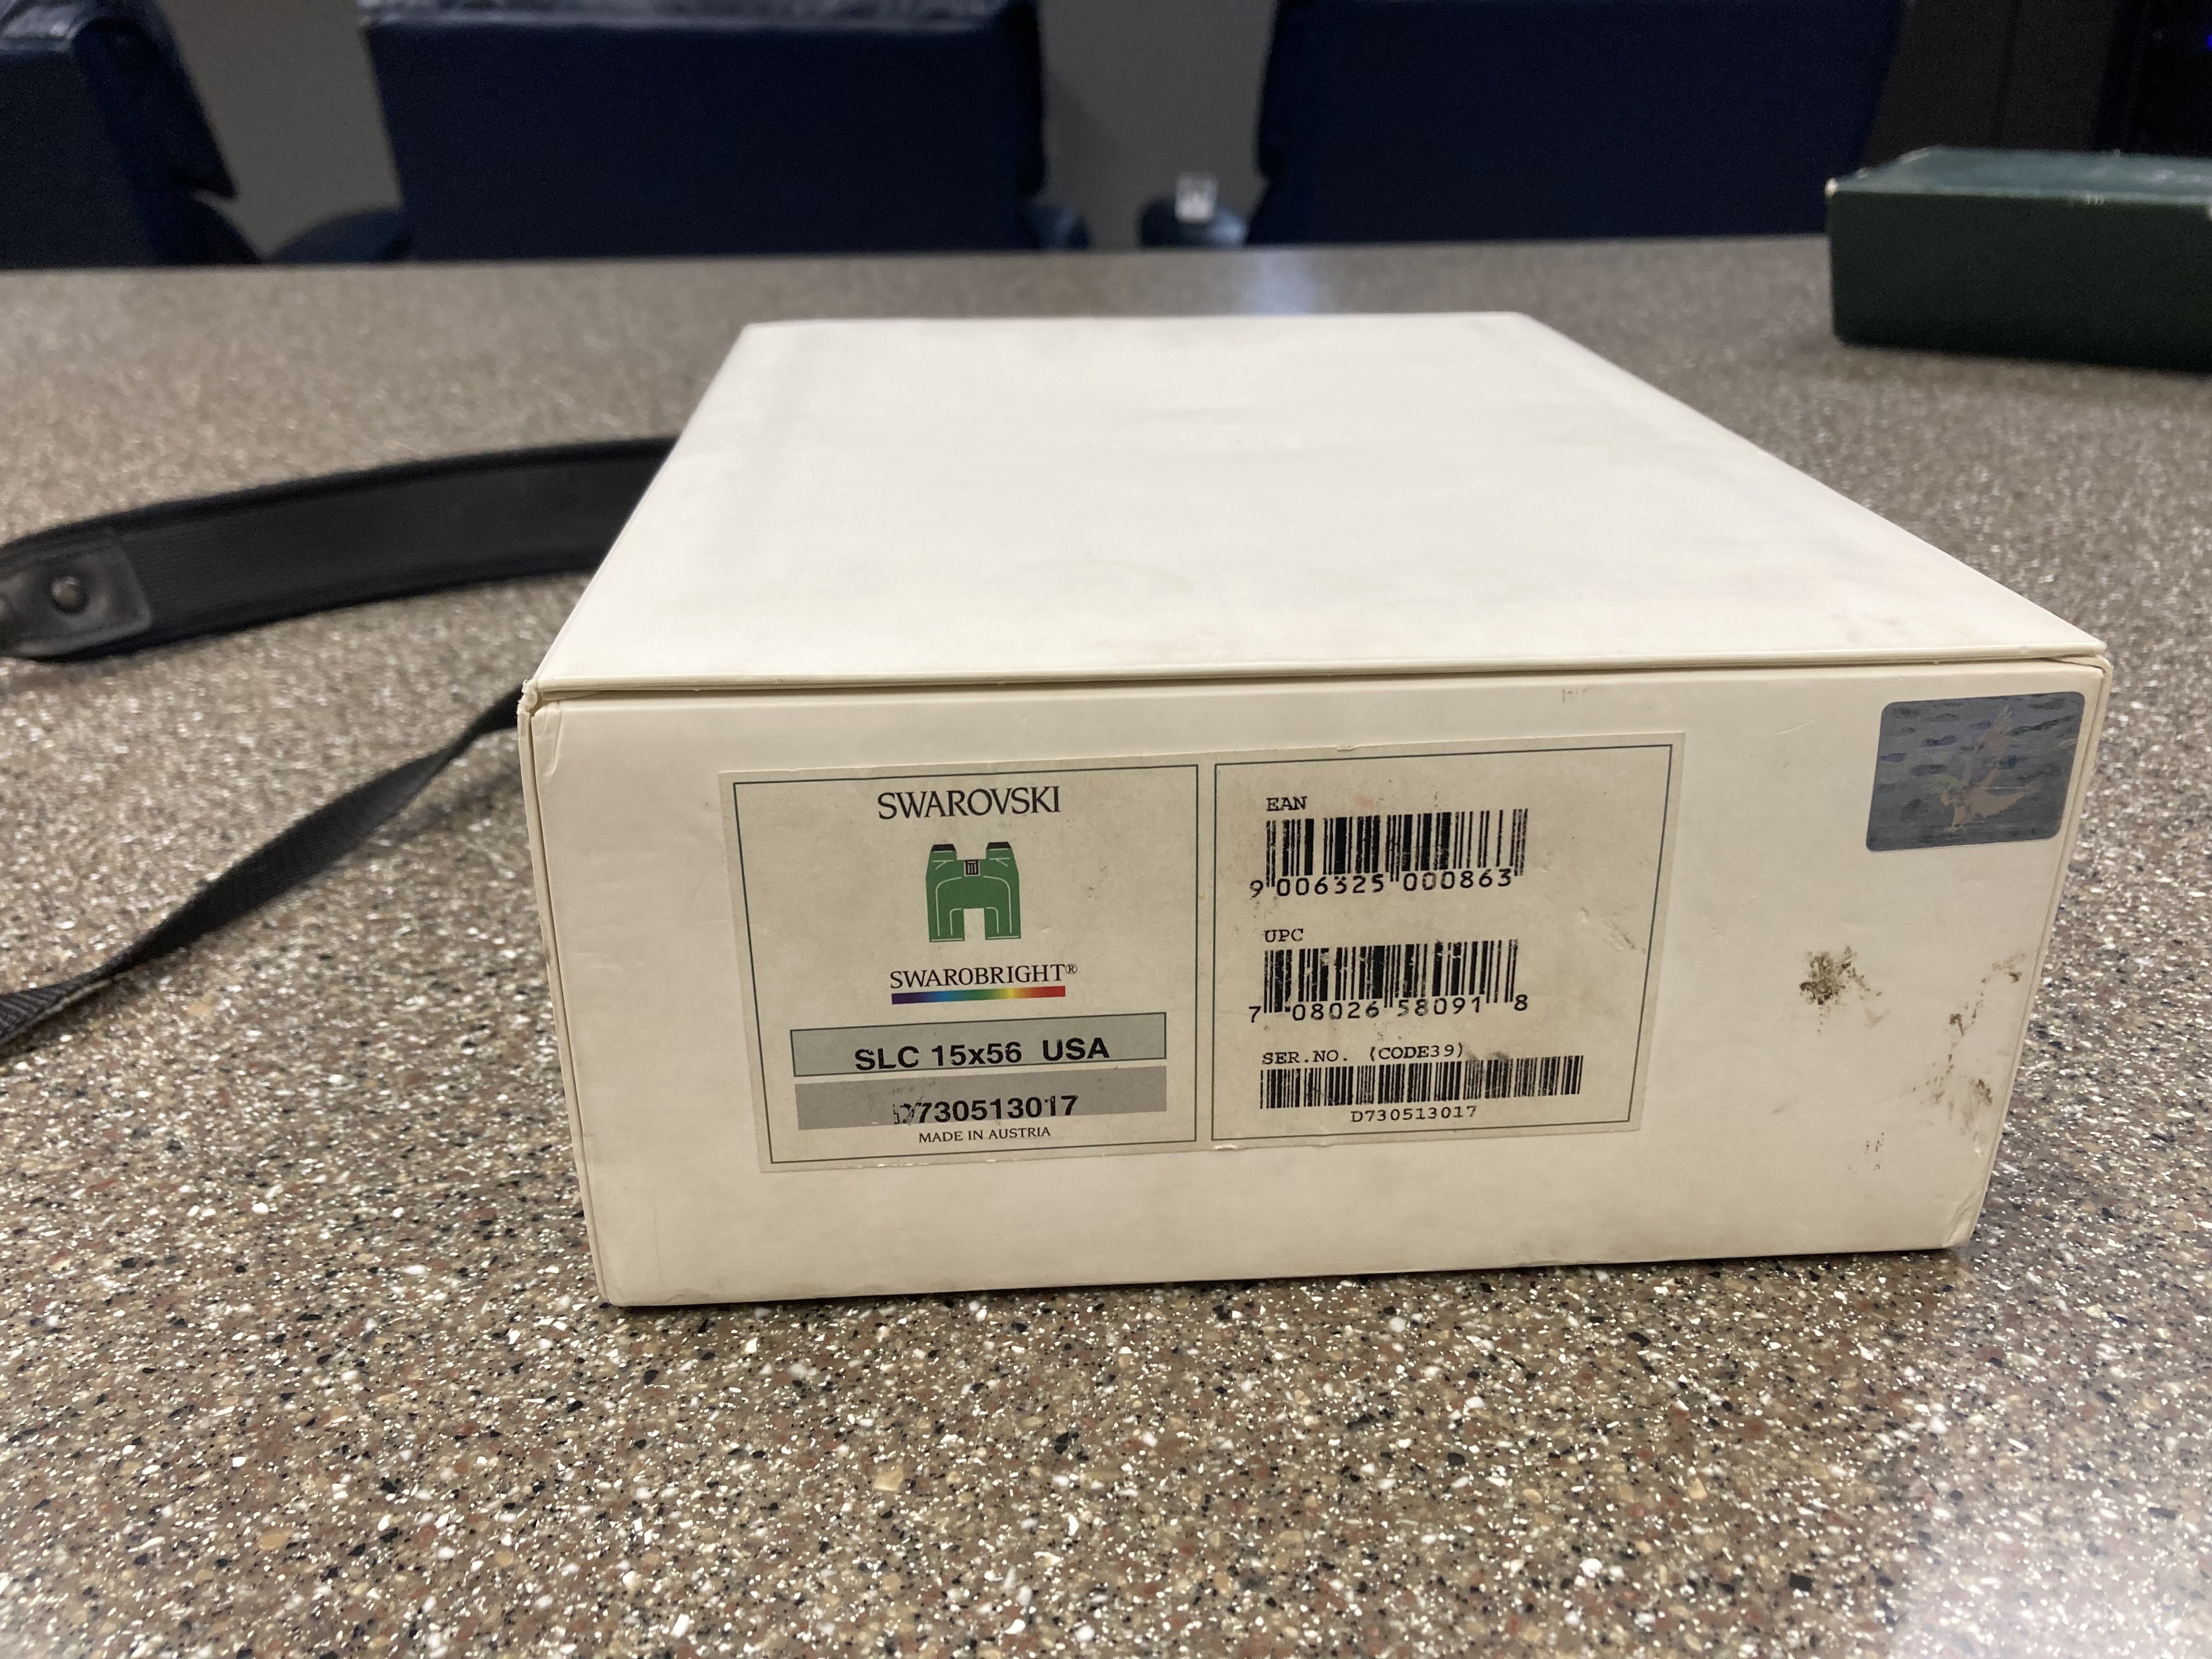 SWAROVSKI
SWAROBRIGHT®
SLC 15x56 USA
D730513017
MADE IN AUSTRIA
EAN
9 006325 000863
UPC
7 08026 58091 8
SER.NO. (CODE39)
D730513017